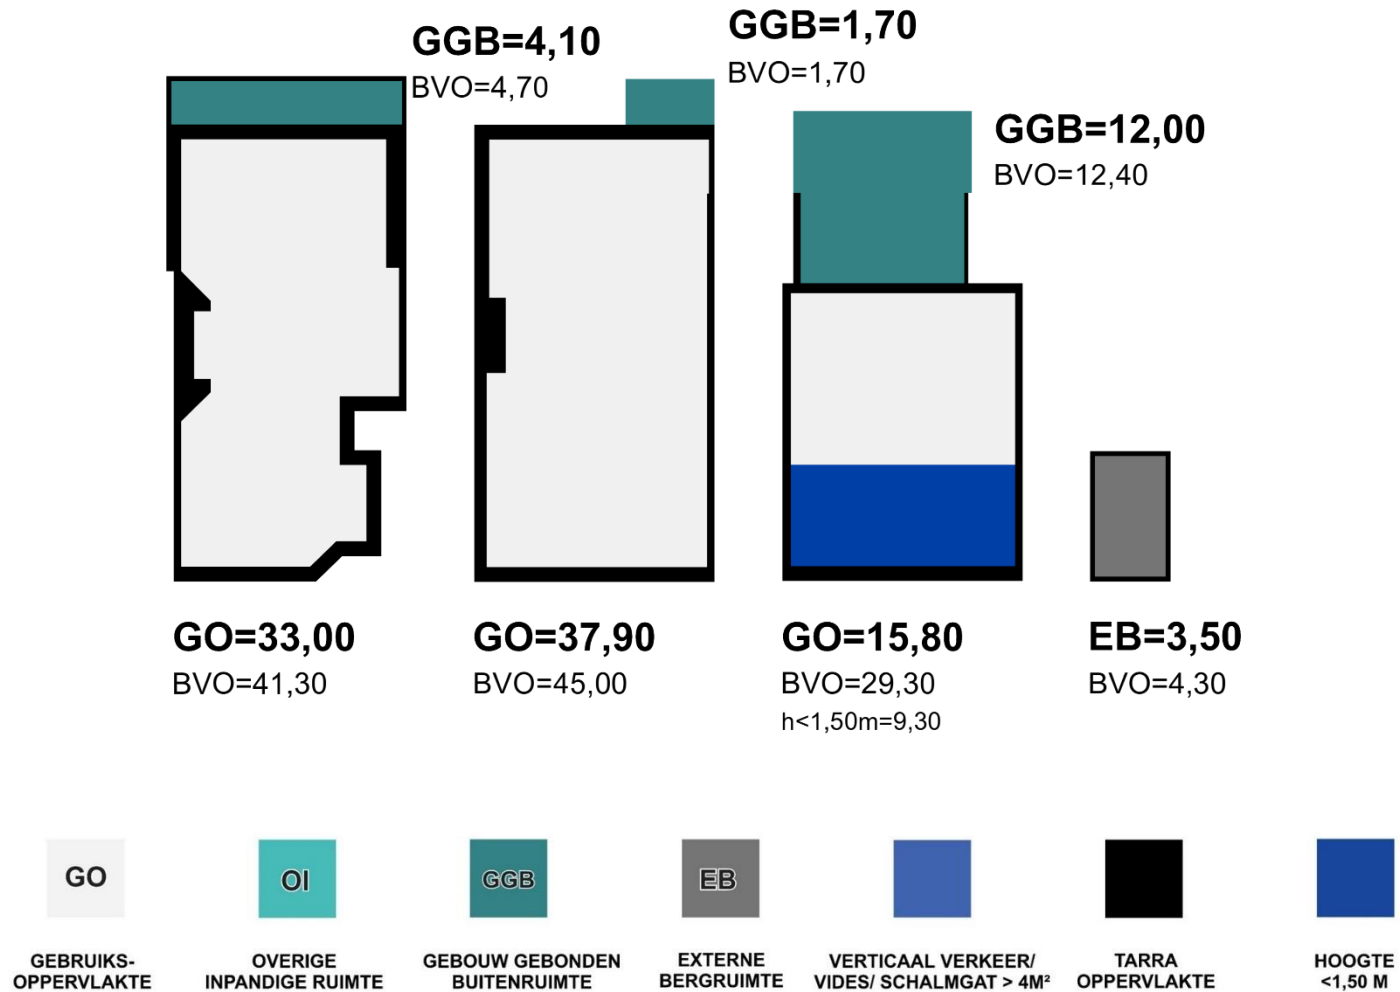 GGB=4,10
BVO=4,70
GGB=1,70
BVO=1,70
GGB=12,00
BVO=12,40
GO=33,00
BVO=41,30
GO=37,90
BVO=45,00
GO=15,80
BVO=29,30
h<1,50m=9,30
EB=3,50
BVO=4,30
GO
GEBRUIKS-
OPPERVLAKTE
OI
OVERIGE
INPANDIGE RUIMTE
GGB
GEBOUW GEBONDEN
BUITENRUIMTE
EB
EXTERNE
BERGRUIMTE
VERTICAAL VERKEER/
VIDES/ SCHALMGAT > 4M²
TARRA
OPPERVLAKTE
HOOGTE
<1,50 M